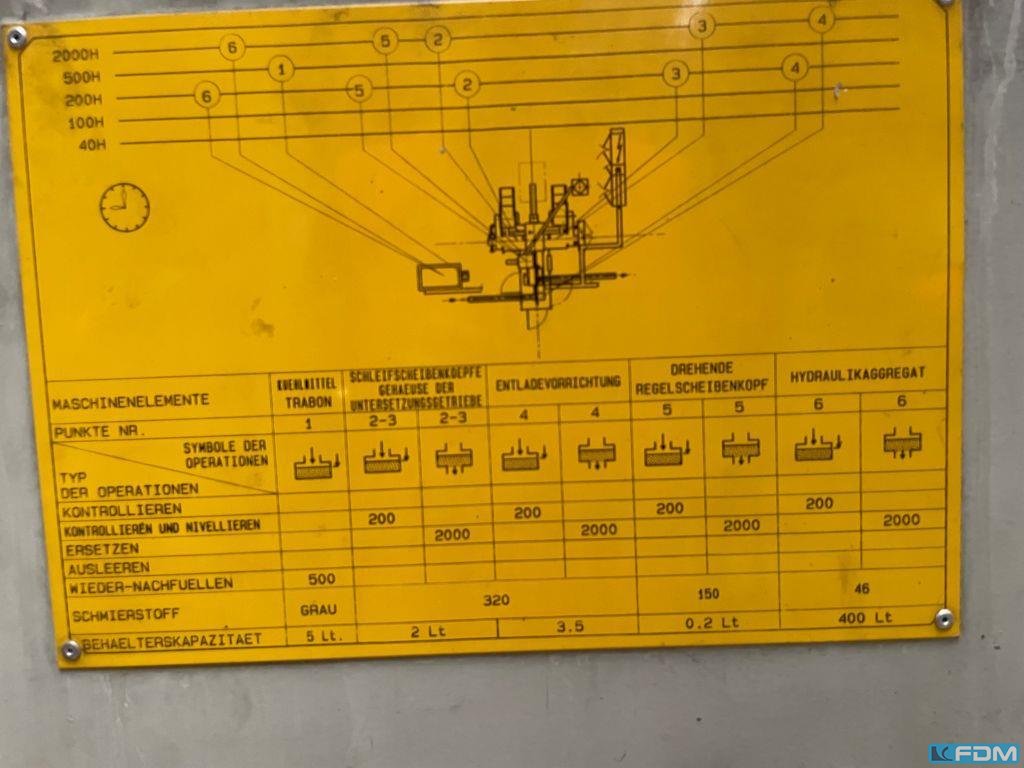 2000H
500H
200H
100H
40H
6 5 2 3 4
6 1 5 2 3 4
MASCHINENELEMENTE KUEHLMITTEL TRABON SCHLEIFSCHEIBENKOEPFE GEHAEUSE DER UNTERSETZUNGSGETRIEBE ENTLADEVORRICHTUNG DREHENDE REGELSCHEIBENKOPF HYDRAULIKAGGREGAT
PUNKTE NR. 1 2-3 2-3 4 4 5 5 6 6
SYMBOLE DER
OPERATIONEN
TYP
DER OPERATIONEN
KONTROLLIEREN
KONTROLLIEREN UND NIVELLIEREN 200 200 200 200
ERSETZEN 2000 2000 2000 2000
AUSLEEREN
WIEDER-NACHFUELLEN 500
SCHMIERSTOFF GRAU 320 150 46
BEHAELTERSKAPAZITAET 5 Lt. 2 Lt 3.5 0.2 Lt 400 Lt
KFDM